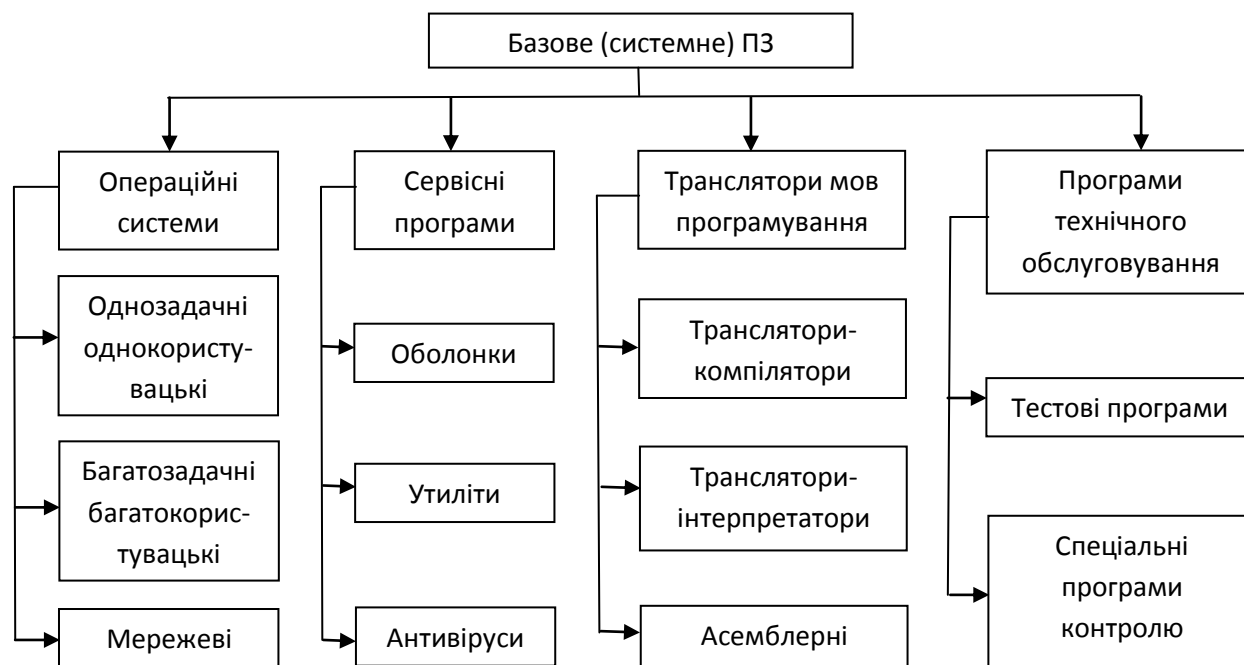 Базове (системне) ПЗ
Операційні
системи
Однозадачні
однокористу-
вацькі
Багатозадачні
багатокорис-
тувацькі
Мережеві
Сервісні
програми
Оболонки
Утиліти
Антивіруси
Транслятори мов
програмування
Транслятори-
компілятори
Транслятори-
інтерпретатори
Асемблерні
Програми
технічного
обслуговування
Тестові програми
Спеціальні
програми
контролю